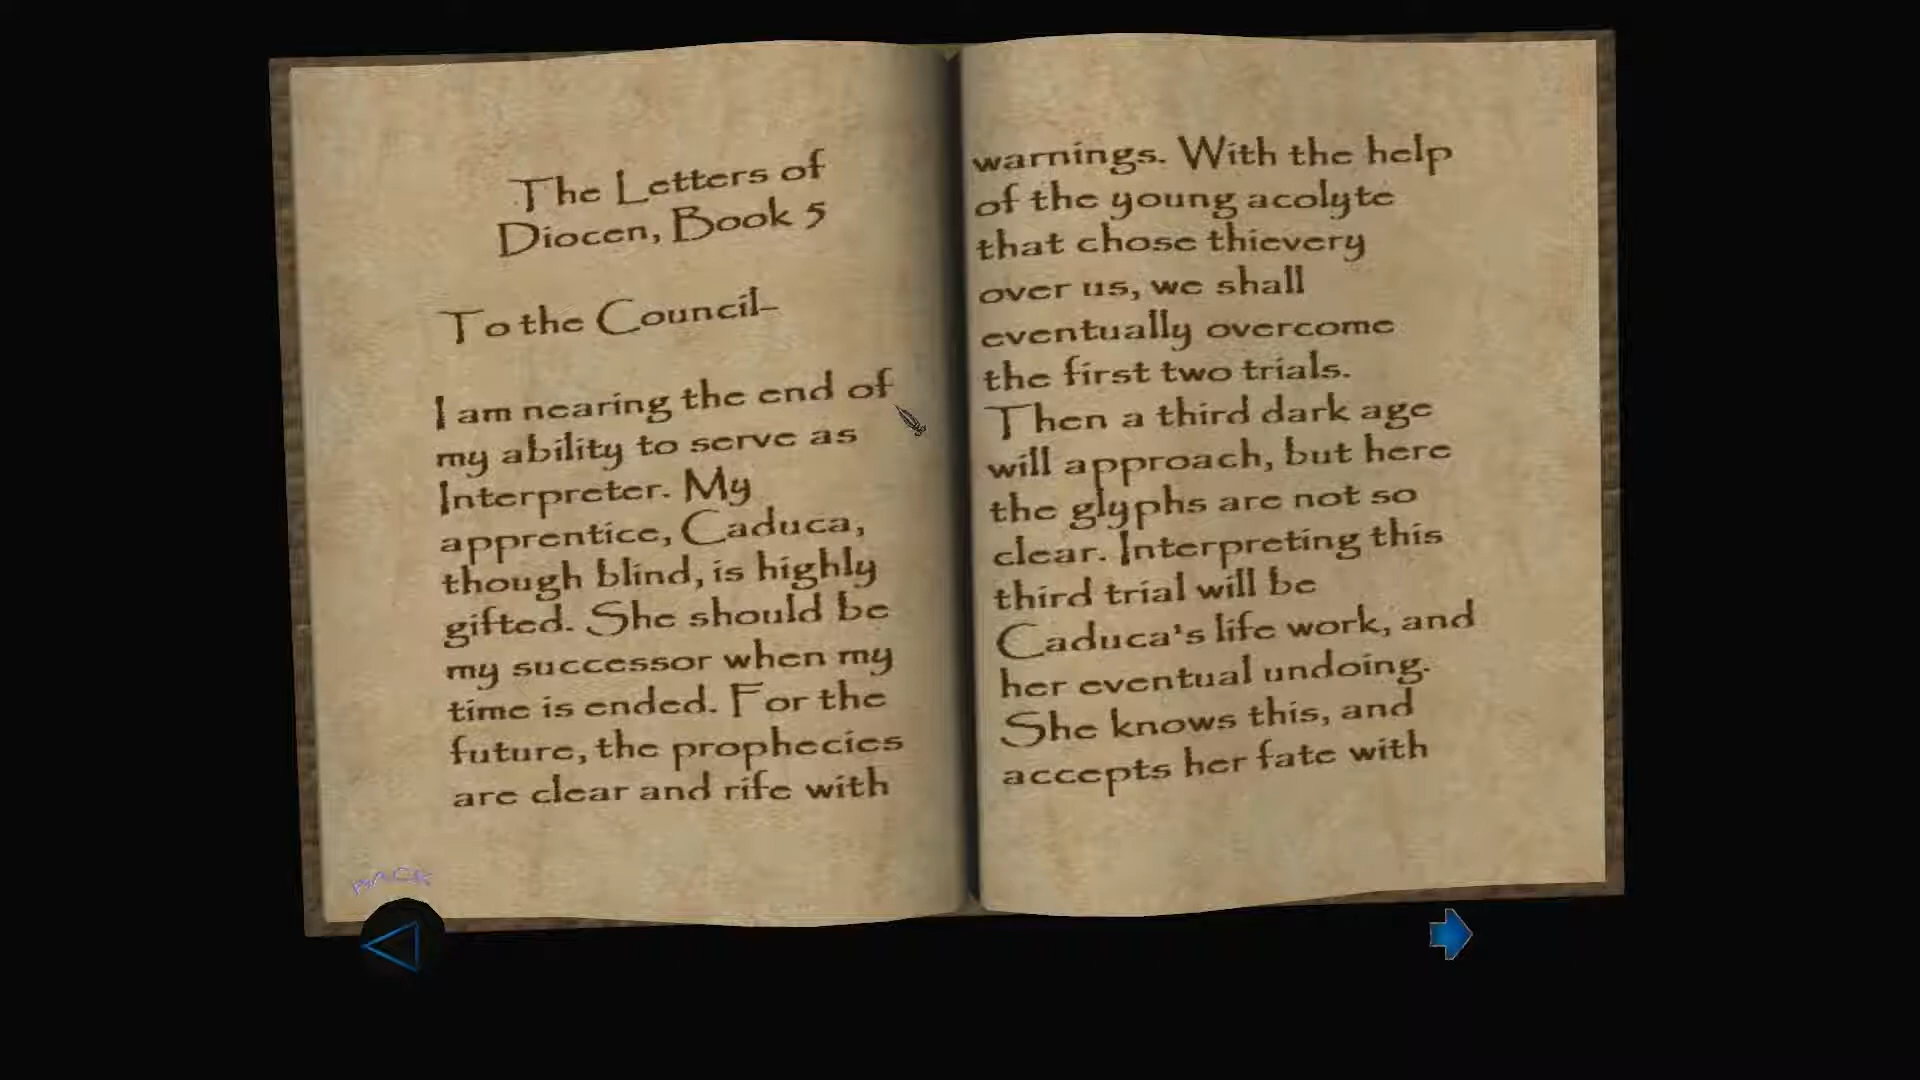 The Letters of
Diocen, Book 5
To the Council-
I am nearing the end of
my ability to serve as
Interpreter. My
apprentice, Caduca,
though blind, is highly
gifted. She should be
my successor when my
time is ended. For the
future, the prophecies
are clear and rife with
warnings. With the help
of the young acolyte
that chose thievery
over us, we shall
eventually overcome
the first two trials.
Then a third dark age
will approach, but here
the glyphs are not so
clear. Interpreting this
third trial will be
Caduca's life work, and
her eventual undoing.
She knows this, and
accepts her fate with
BACK